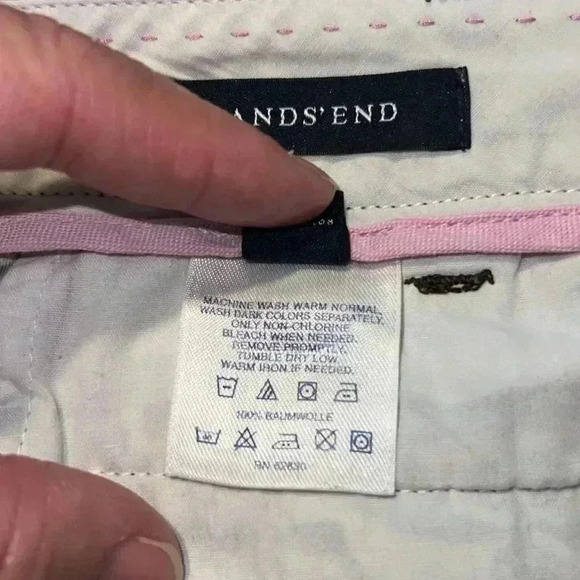 ANDS'END
MACHINE WASH WARM NORMAL.
WASH DARK COLORS SEPARATELY.
ONLY NON-CHLORINE
BLEACH WHEN NEEDED.
REMOVE PROMPTLY.
TUMBLE DRY LOW.
WARM IRON IF NEEDED.
100% BAUMWOLLE
RN 62830